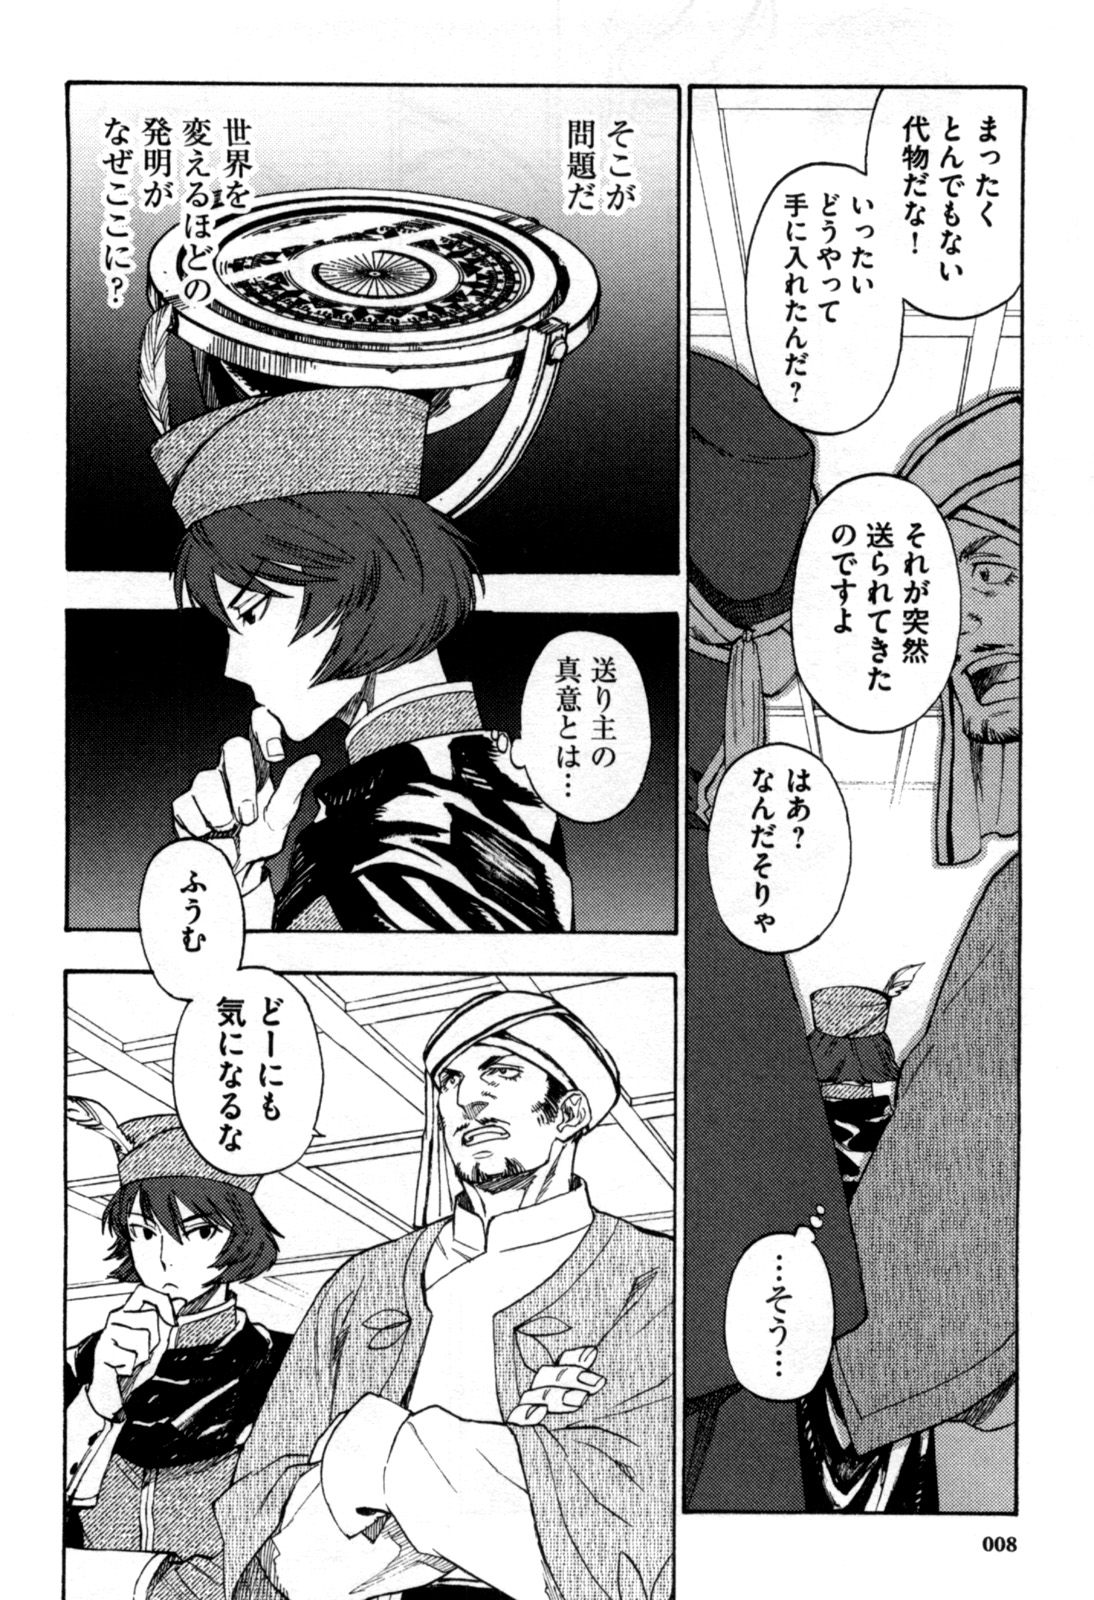 まったく
とんでもない
代物だな！
いったい
どうやって
手に入れたんだ？
それが突然
送られてきた
のですよ
はあ？
なんだそりゃ
…そう…
そこが
問題だ
世界を
変えるほどの
発明が
なぜここに？
送り主の
真意とは…
ふうむ
どーにも
気になるな
008